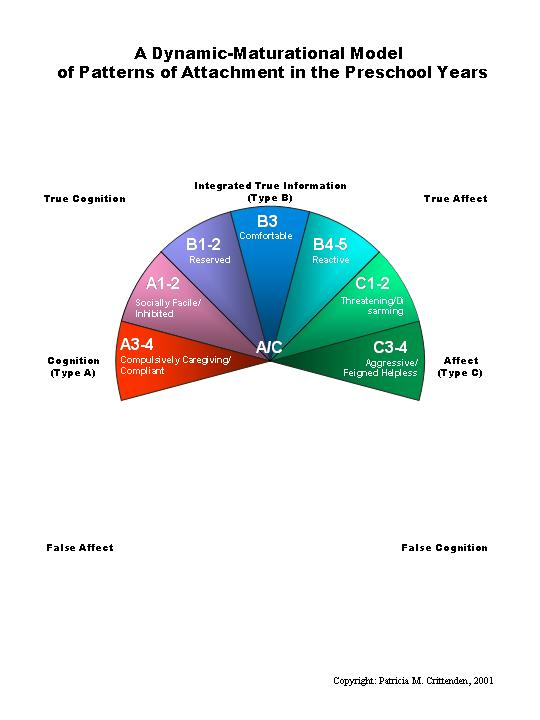 A Dynamic-Maturational Model
of Patterns of Attachment in the Preschool Years
Integrated True Information
(Type B)
True Cognition
True Affect
B3
Comfortable
B1-2
Reserved
B4-5
Reactive
A1-2
Socially Facile/
Inhibited
C1-2
Threatening/Di
sarming
A3-4
Compulsively Caregiving/
Compliant
A/C
C3-4
Aggressive/
Feigned Helpless
Cognition
(Type A)
Affect
(Type C)
False Affect
False Cognition
Copyright: Patricia M. Crittenden, 2001